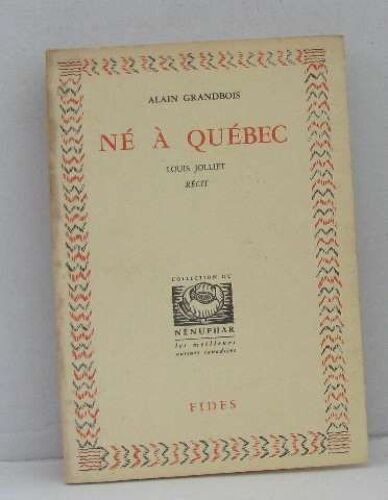 ALAIN GRANDBOIS
NÉ À QUÉBEC
LOUIS JOLLIET
RÉCIT
COLLECTION DU
NÉNUPHAR
les meilleurs
auteurs canadiens
FIDES